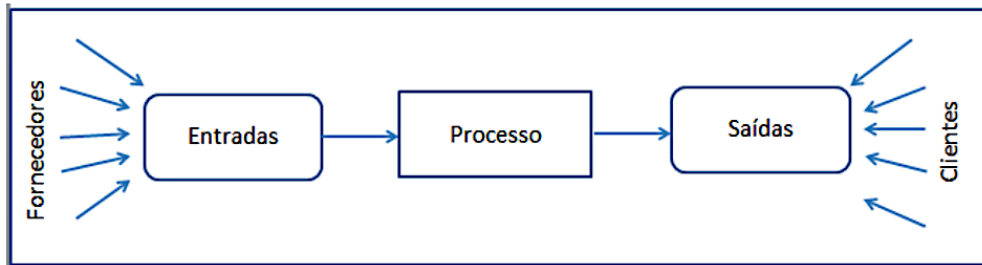 Fornecedores
Entradas
Processo
Saídas
Clientes